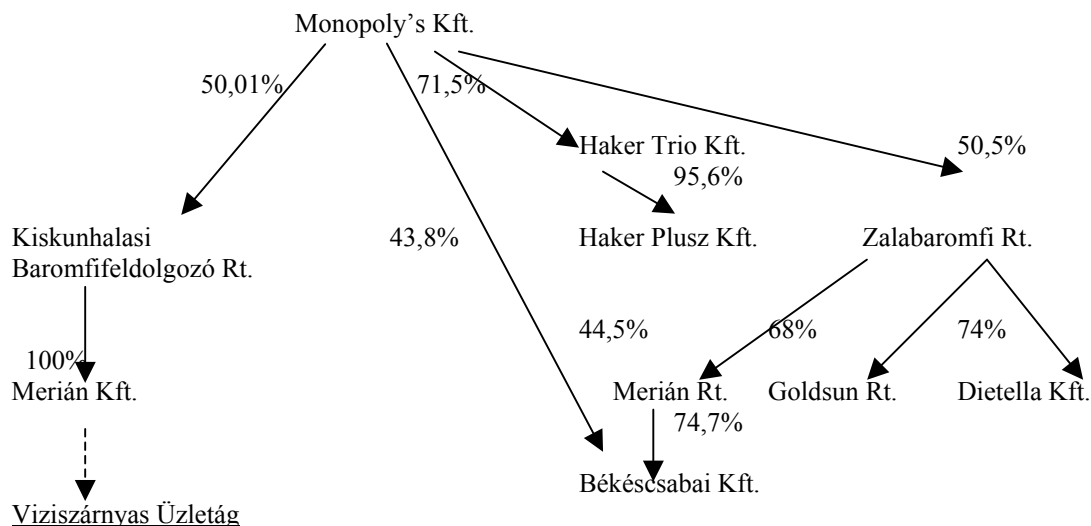 Monopoly’s Kft.
50,01%
71,5%
Haker Trio Kft.
50,5%
95,6%
Kiskunhalasi
Baromfifeldolgozó Rt.
43,8%
Haker Plusz Kft.
Zalabaromfi Rt.
44,5%
68%
74%
100%
Merián Kft.
Merián Rt.
Goldsun Rt.
Dietella Kft.
74,7%
Békéscsabai Kft.
Viziszárnyas Üzletág